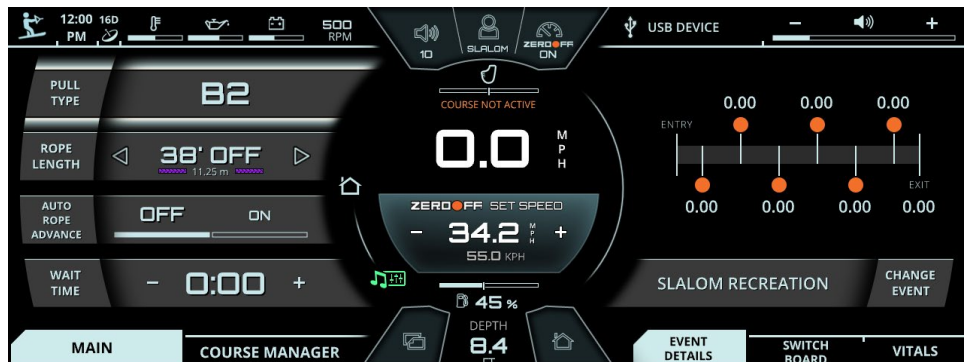 12:00 16D
PM
500
RPM
10
SLALOM
ZEROOFF
ON
USB DEVICE
−
+
PULL
TYPE
B2
ROPE
LENGTH
38' OFF
11.25 m
AUTO
ROPE
ADVANCE
OFF
ON
WAIT
TIME
−
0:00
+
COURSE NOT ACTIVE
0.0
M
P
H
ZEROOFF SET SPEED
−
34.2
M
P
H
+
55.0 KPH
45 %
DEPTH
8.4
FT
0.00 0.00 0.00
ENTRY
EXIT
0.00 0.00 0.00 0.00
SLALOM RECREATION
CHANGE
EVENT
MAIN
COURSE MANAGER
EVENT
DETAILS
SWITCH
BOARD
VITALS